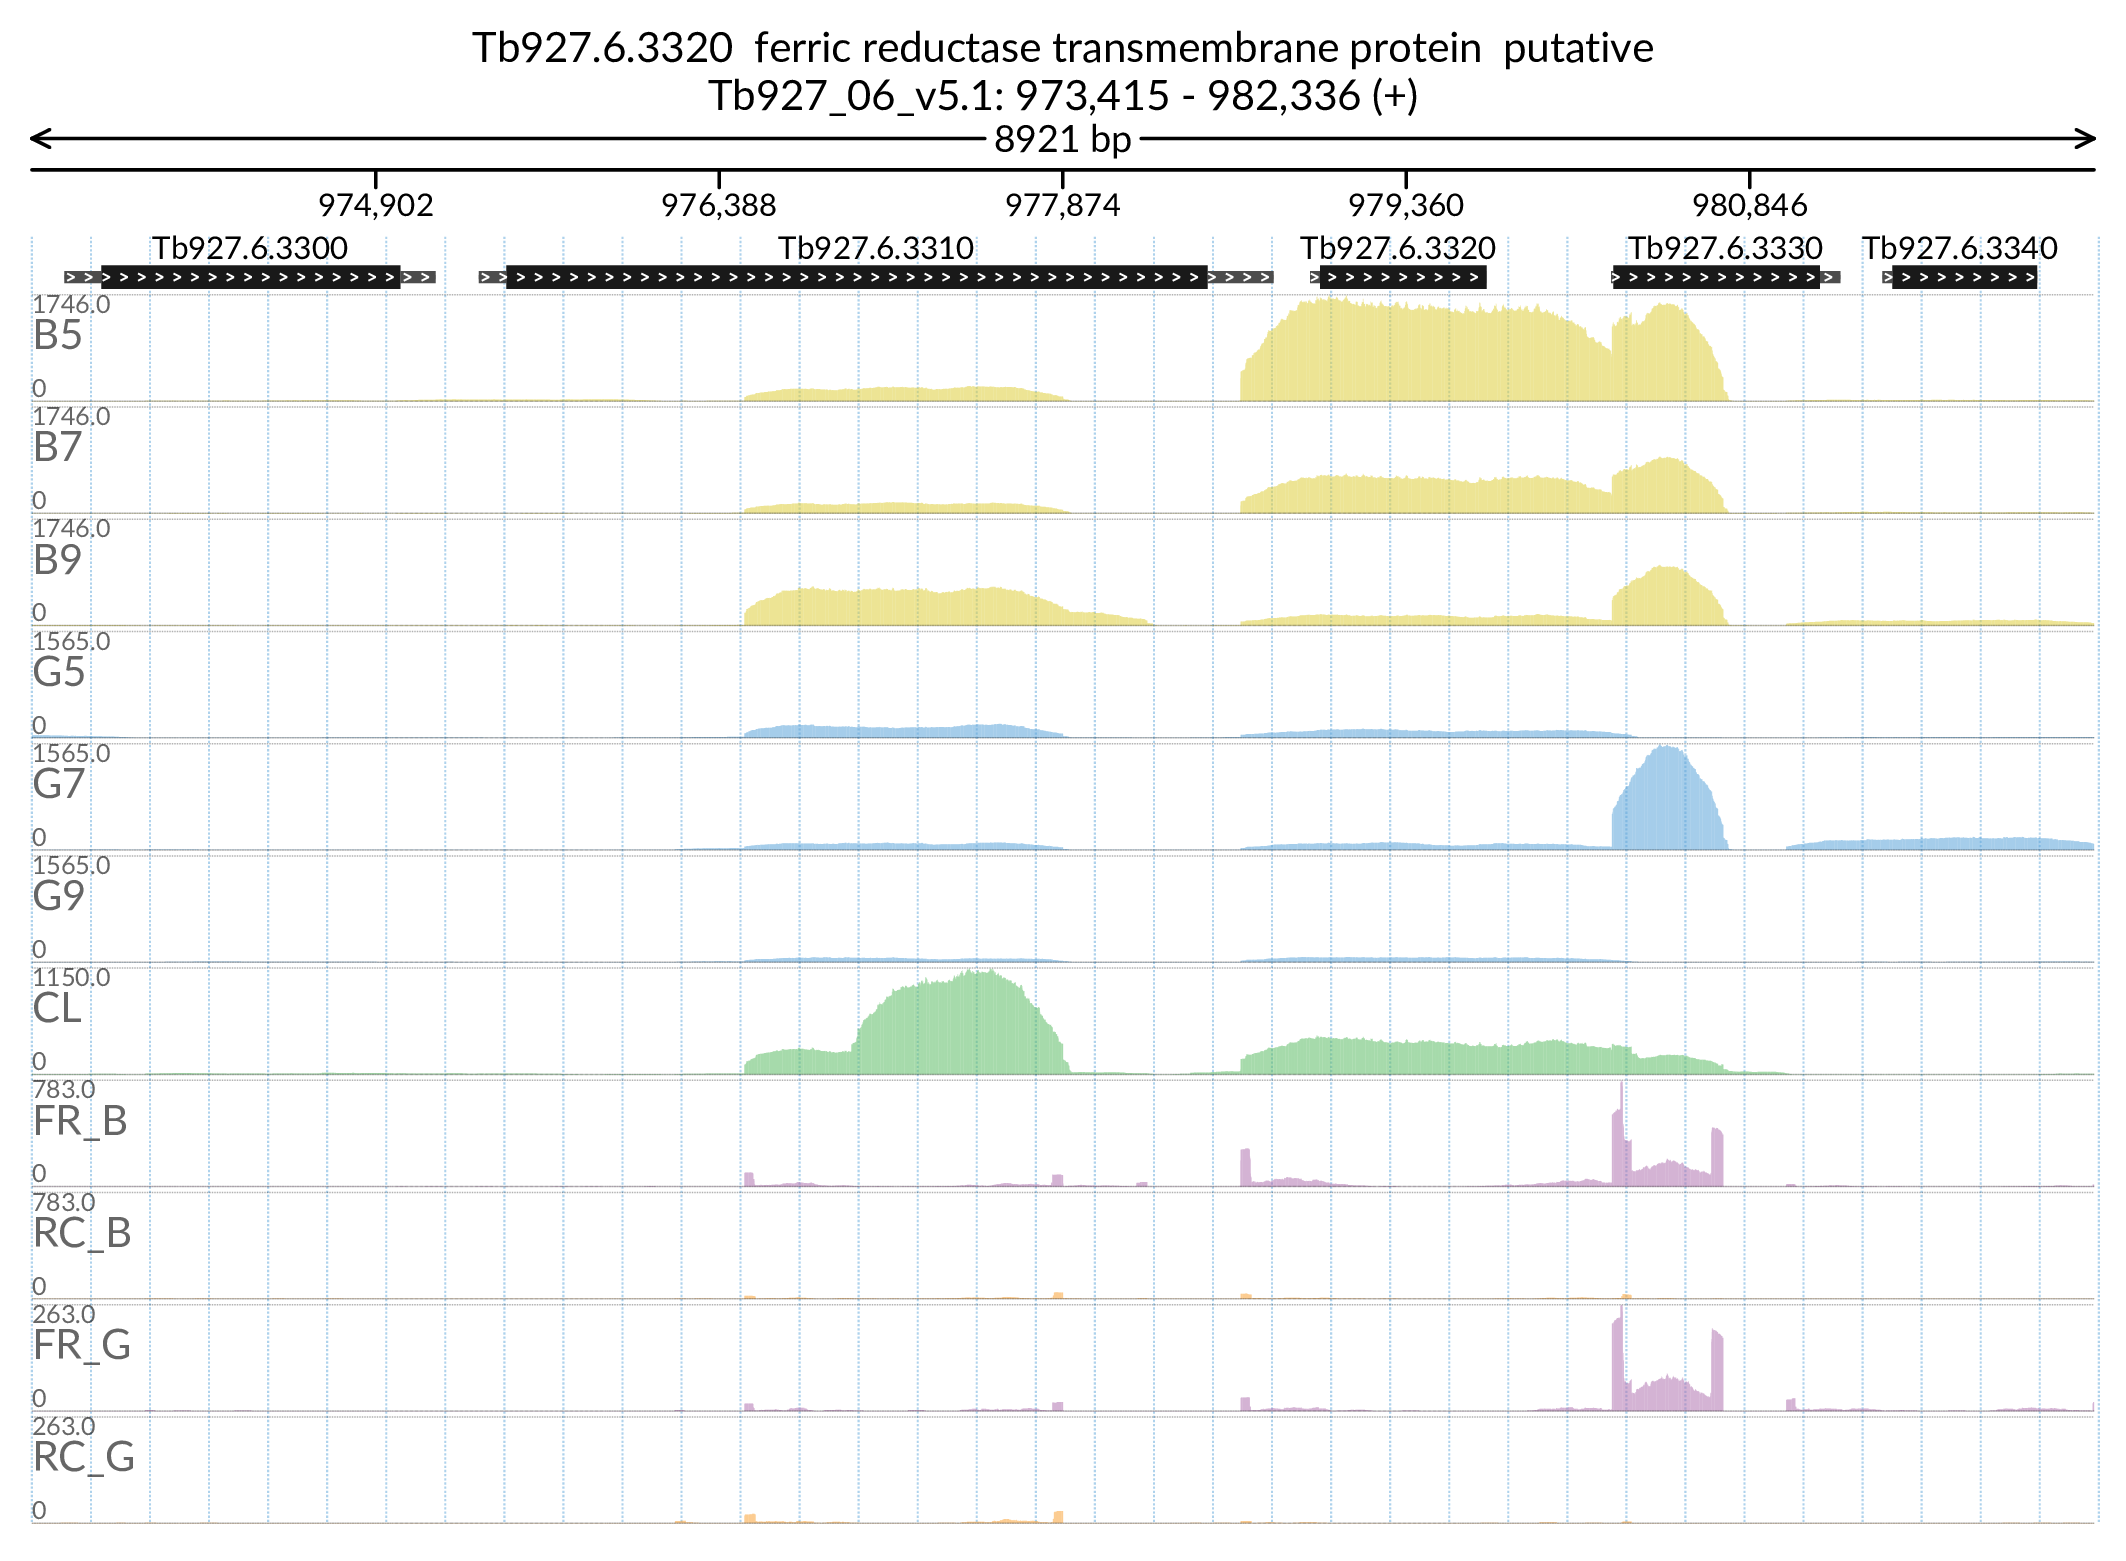 Tb927.6.3320  ferric reductase transmembrane protein  putative
Tb927_06_v5.1: 973,415 - 982,336 (+)
8921 bp
974,902 976,388 977,874 979,360 980,846
Tb927.6.3300 Tb927.6.3310 Tb927.6.3320 Tb927.6.3330 Tb927.6.3340
1746.0
B5
0
1746.0
B7
0
1746.0
B9
0
1565.0
G5
0
1565.0
G7
0
1565.0
G9
0
1150.0
CL
0
783.0
FR_B
0
783.0
RC_B
0
263.0
FR_G
0
263.0
RC_G
0